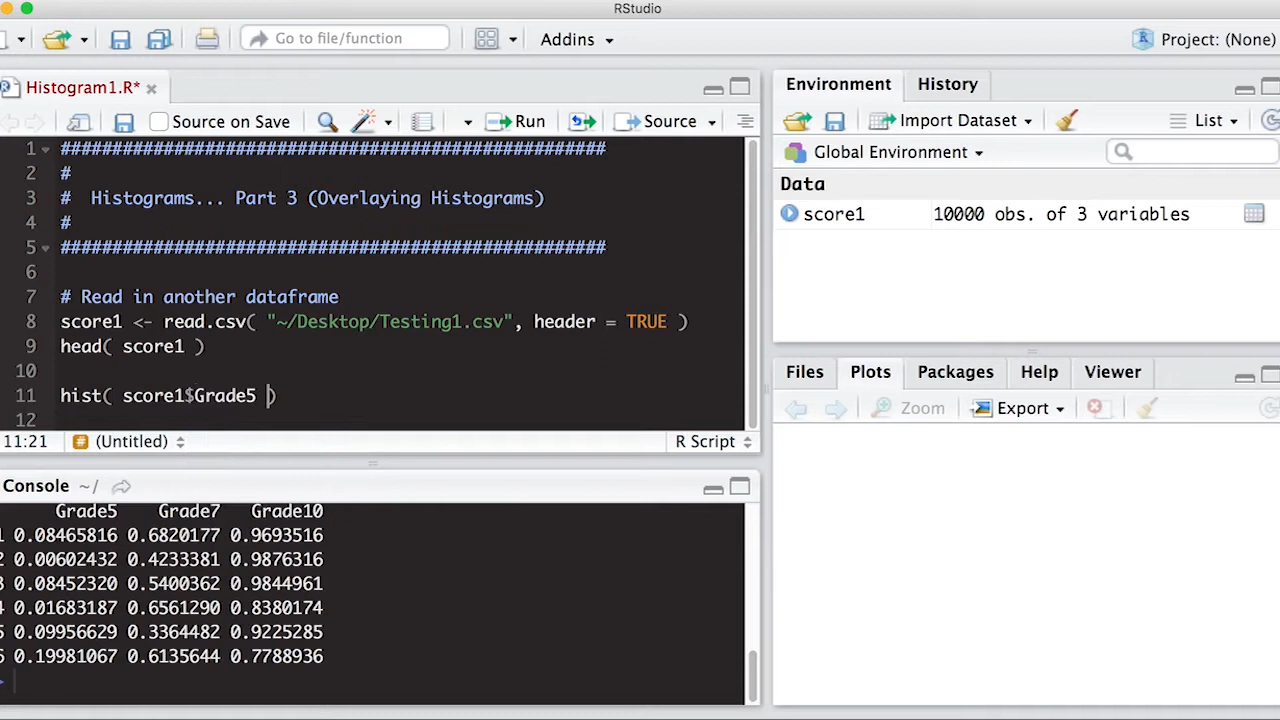 RStudio
Go to file/function
Addins
Project: (None)
Histogram1.R*
Source on Save
Run
Source
1 ####################################################
2 #
3 # Histograms... Part 3 (Overlaying Histograms)
4 #
5 ####################################################
6
7 # Read in another dataframe
8 score1 <- read.csv( "~/Desktop/Testing1.csv", header = TRUE )
9 head( score1 )
10
11 hist( score1$Grade5 )
12
11:21 # (Untitled) R Script
Console ~/
Grade5 Grade7 Grade10
1 0.08465816 0.6820177 0.9693516
2 0.00602432 0.4233381 0.9876316
3 0.08452320 0.5400362 0.9844961
4 0.01683187 0.6561290 0.8380174
5 0.09956629 0.3364482 0.9225285
6 0.19981067 0.6135644 0.7788936
>
Environment History
Import Dataset List
Global Environment
Data
score1 10000 obs. of 3 variables
Files Plots Packages Help Viewer
Zoom Export